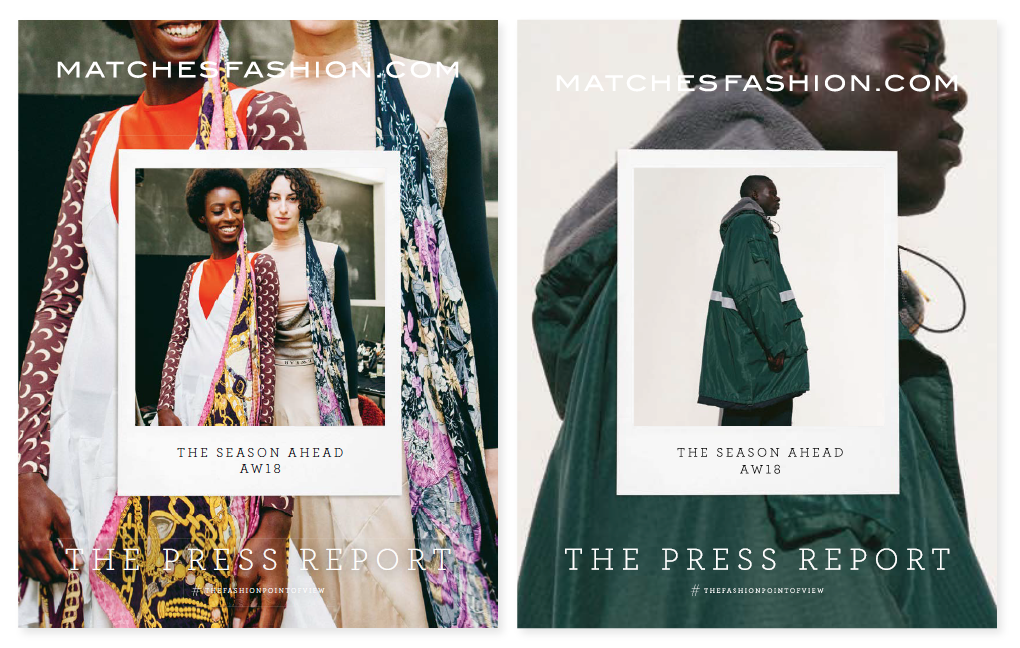 MATCHESFASHION.COM
THE SEASON AHEAD
AW18
THE PRESS REPORT
#THEFASHIONPOINTOFVIEW
MATCHESFASHION.COM
THE SEASON AHEAD
AW18
THE PRESS REPORT
#THEFASHIONPOINTOFVIEW